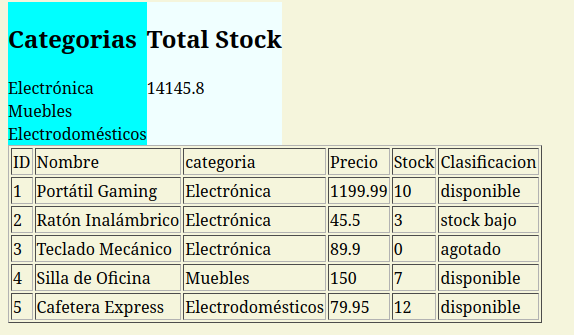 Categorias Total Stock
Electrónica 14145.8
Muebles
Electrodomésticos
ID Nombre categoria Precio Stock Clasificacion
1 Portátil Gaming Electrónica 1199.99 10 disponible
2 Ratón Inalámbrico Electrónica 45.5 3 stock bajo
3 Teclado Mecánico Electrónica 89.9 0 agotado
4 Silla de Oficina Muebles 150 7 disponible
5 Cafetera Express Electrodomésticos 79.95 12 disponible